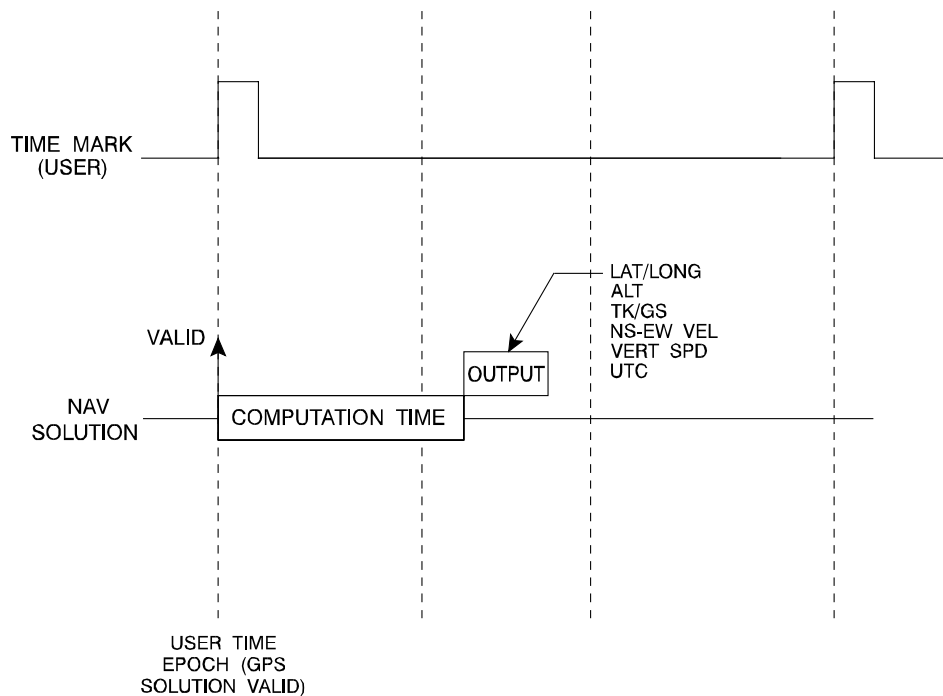 TIME MARK
(USER)
LAT/LONG
ALT
TK/GS
NS-EW VEL
VERT SPD
UTC
VALID
OUTPUT
NAV
SOLUTION
COMPUTATION TIME
USER TIME
EPOCH (GPS
SOLUTION VALID)